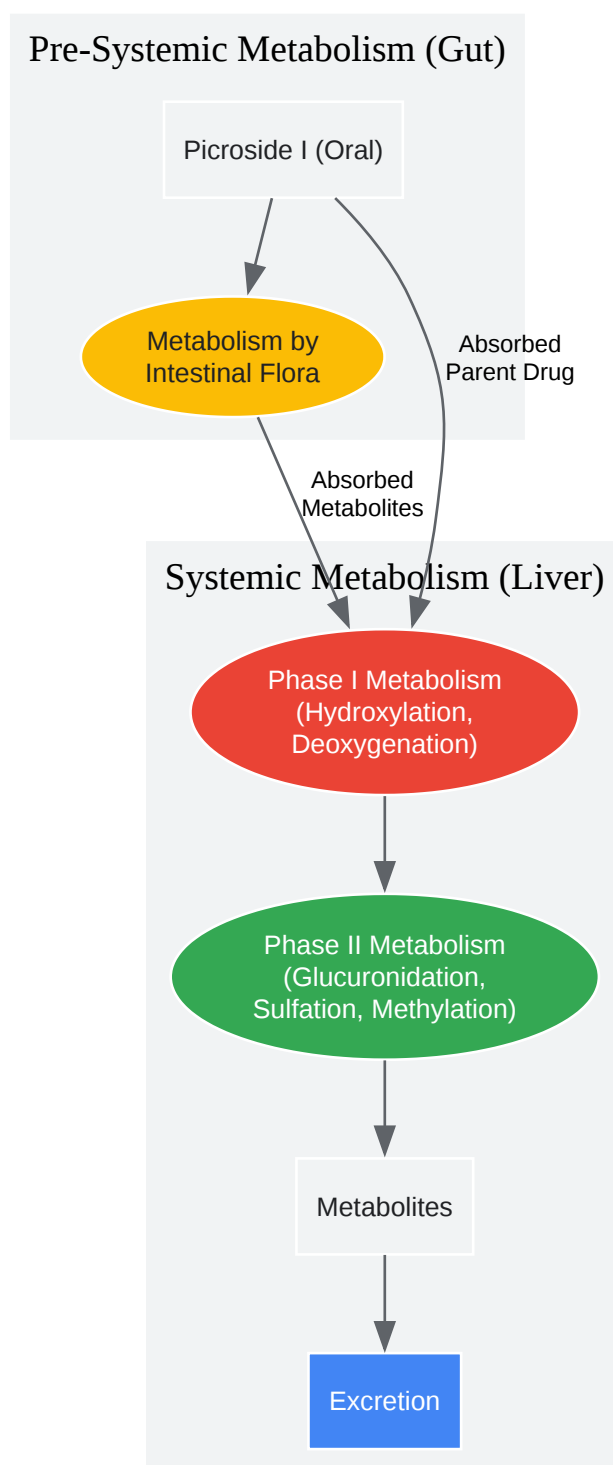 Pre-Systemic Metabolism (Gut)
Picroside I (Oral)
Metabolism by
Intestinal Flora
Absorbed
Parent Drug
Absorbed
Metabolites
Systemic Metabolism (Liver)
Phase I Metabolism
(Hydroxylation,
Deoxygenation)
Phase II Metabolism
(Glucuronidation,
Sulfation, Methylation)
Metabolites
Excretion